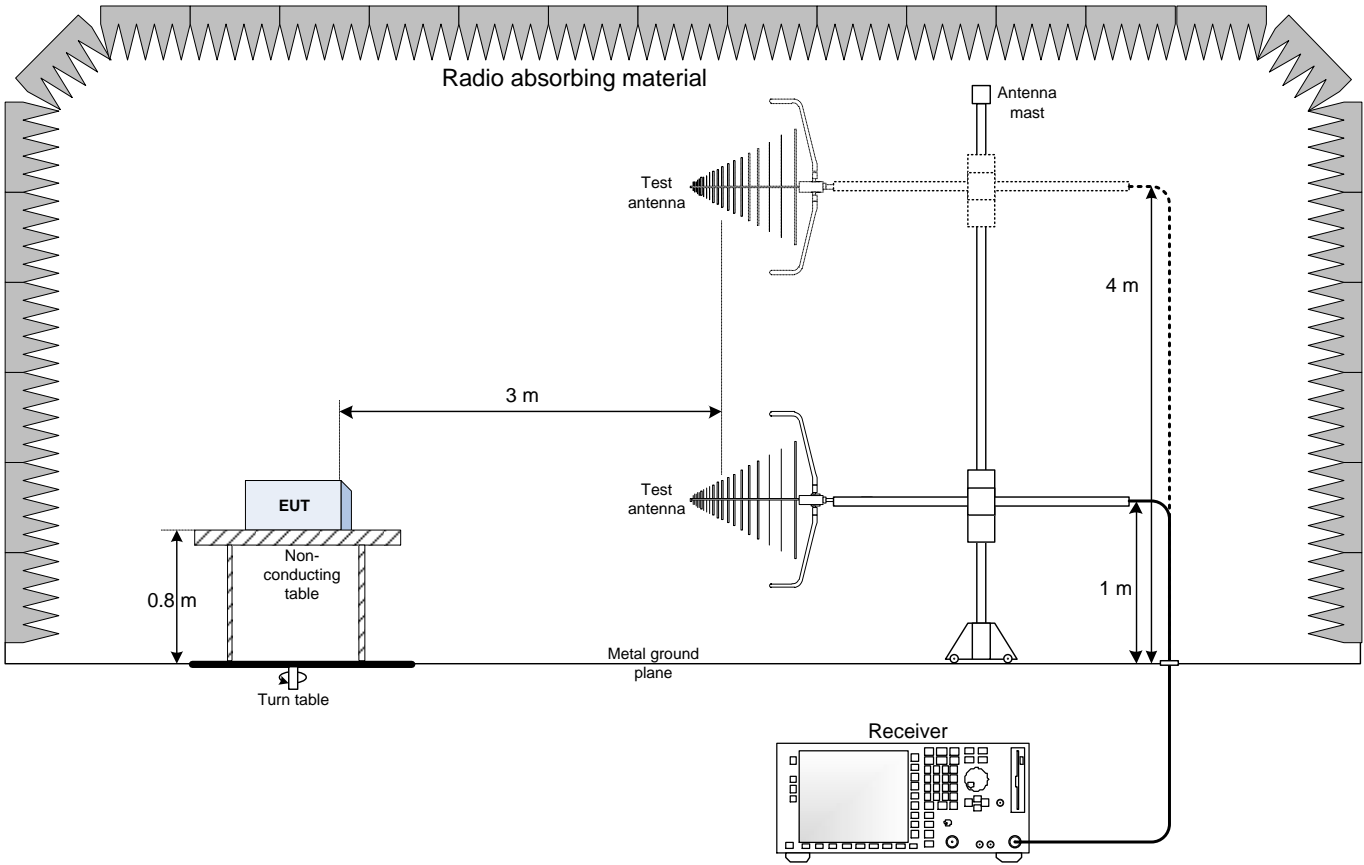 Radio absorbing material
Antenna
mast
Test
antenna
4 m
3 m
Test
antenna
EUT
Non-
conducting
table
0.8 m
1 m
Metal ground
plane
Turn table
Receiver